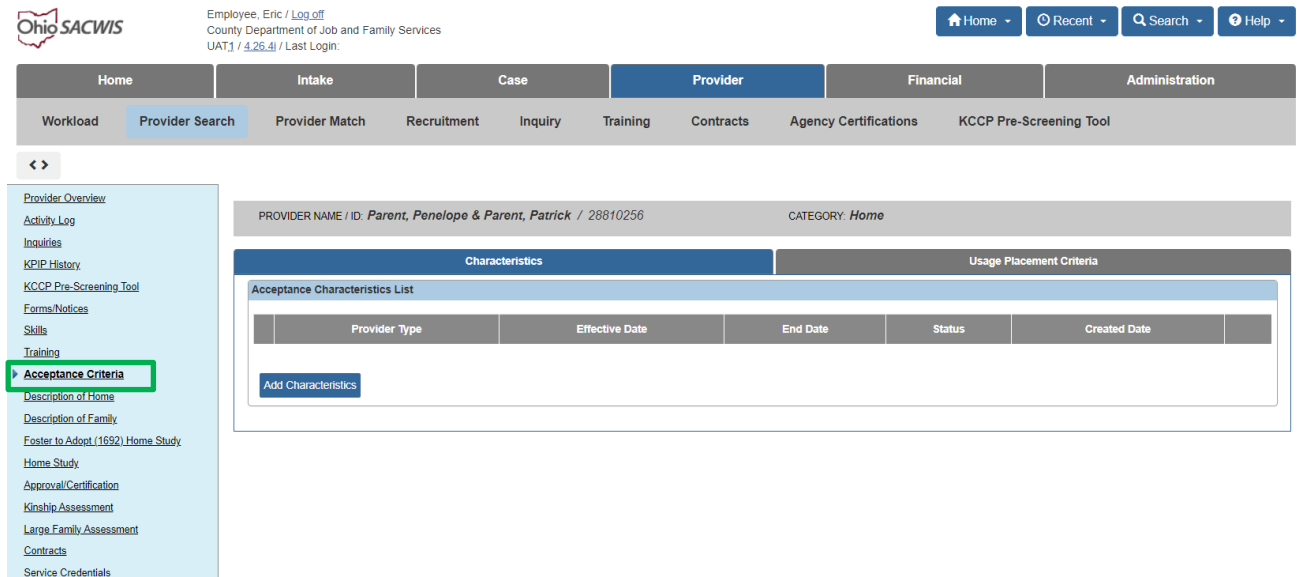 Ohio SACWIS
Employee, Eric / Log off
County Department of Job and Family Services
UAT1 / 4.26.4i / Last Login:
Home
Recent
Search
Help
Home Intake Case Provider Financial Administration
Workload Provider Search Provider Match Recruitment Inquiry Training Contracts Agency Certifications KCCP Pre-Screening Tool
Provider Overview
Activity Log
Inquiries
KPIP History
KCCP Pre-Screening Tool
Forms/Notices
Skills
Training
Acceptance Criteria
Description of Home
Description of Family
Foster to Adopt (1692) Home Study
Home Study
Approval/Certification
Kinship Assessment
Large Family Assessment
Contracts
Service Credentials
PROVIDER NAME / ID: Parent, Penelope & Parent, Patrick / 28810256 CATEGORY: Home
Characteristics Usage Placement Criteria
Acceptance Characteristics List
Provider Type Effective Date End Date Status Created Date
Add Characteristics